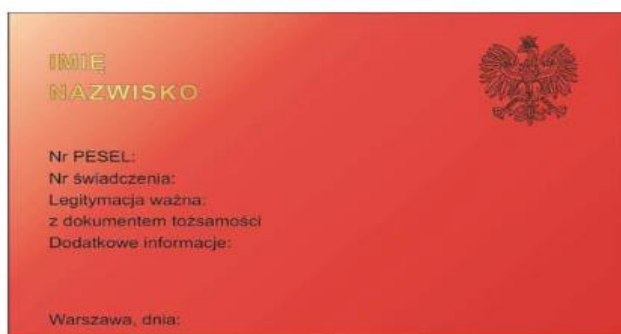 IMIĘ
NAZWISKO
Nr PESEL:
Nr świadczenia:
Legitymacja ważna:
z dokumentem tożsamości
Dodatkowe informacje:
Warszawa, dnia: